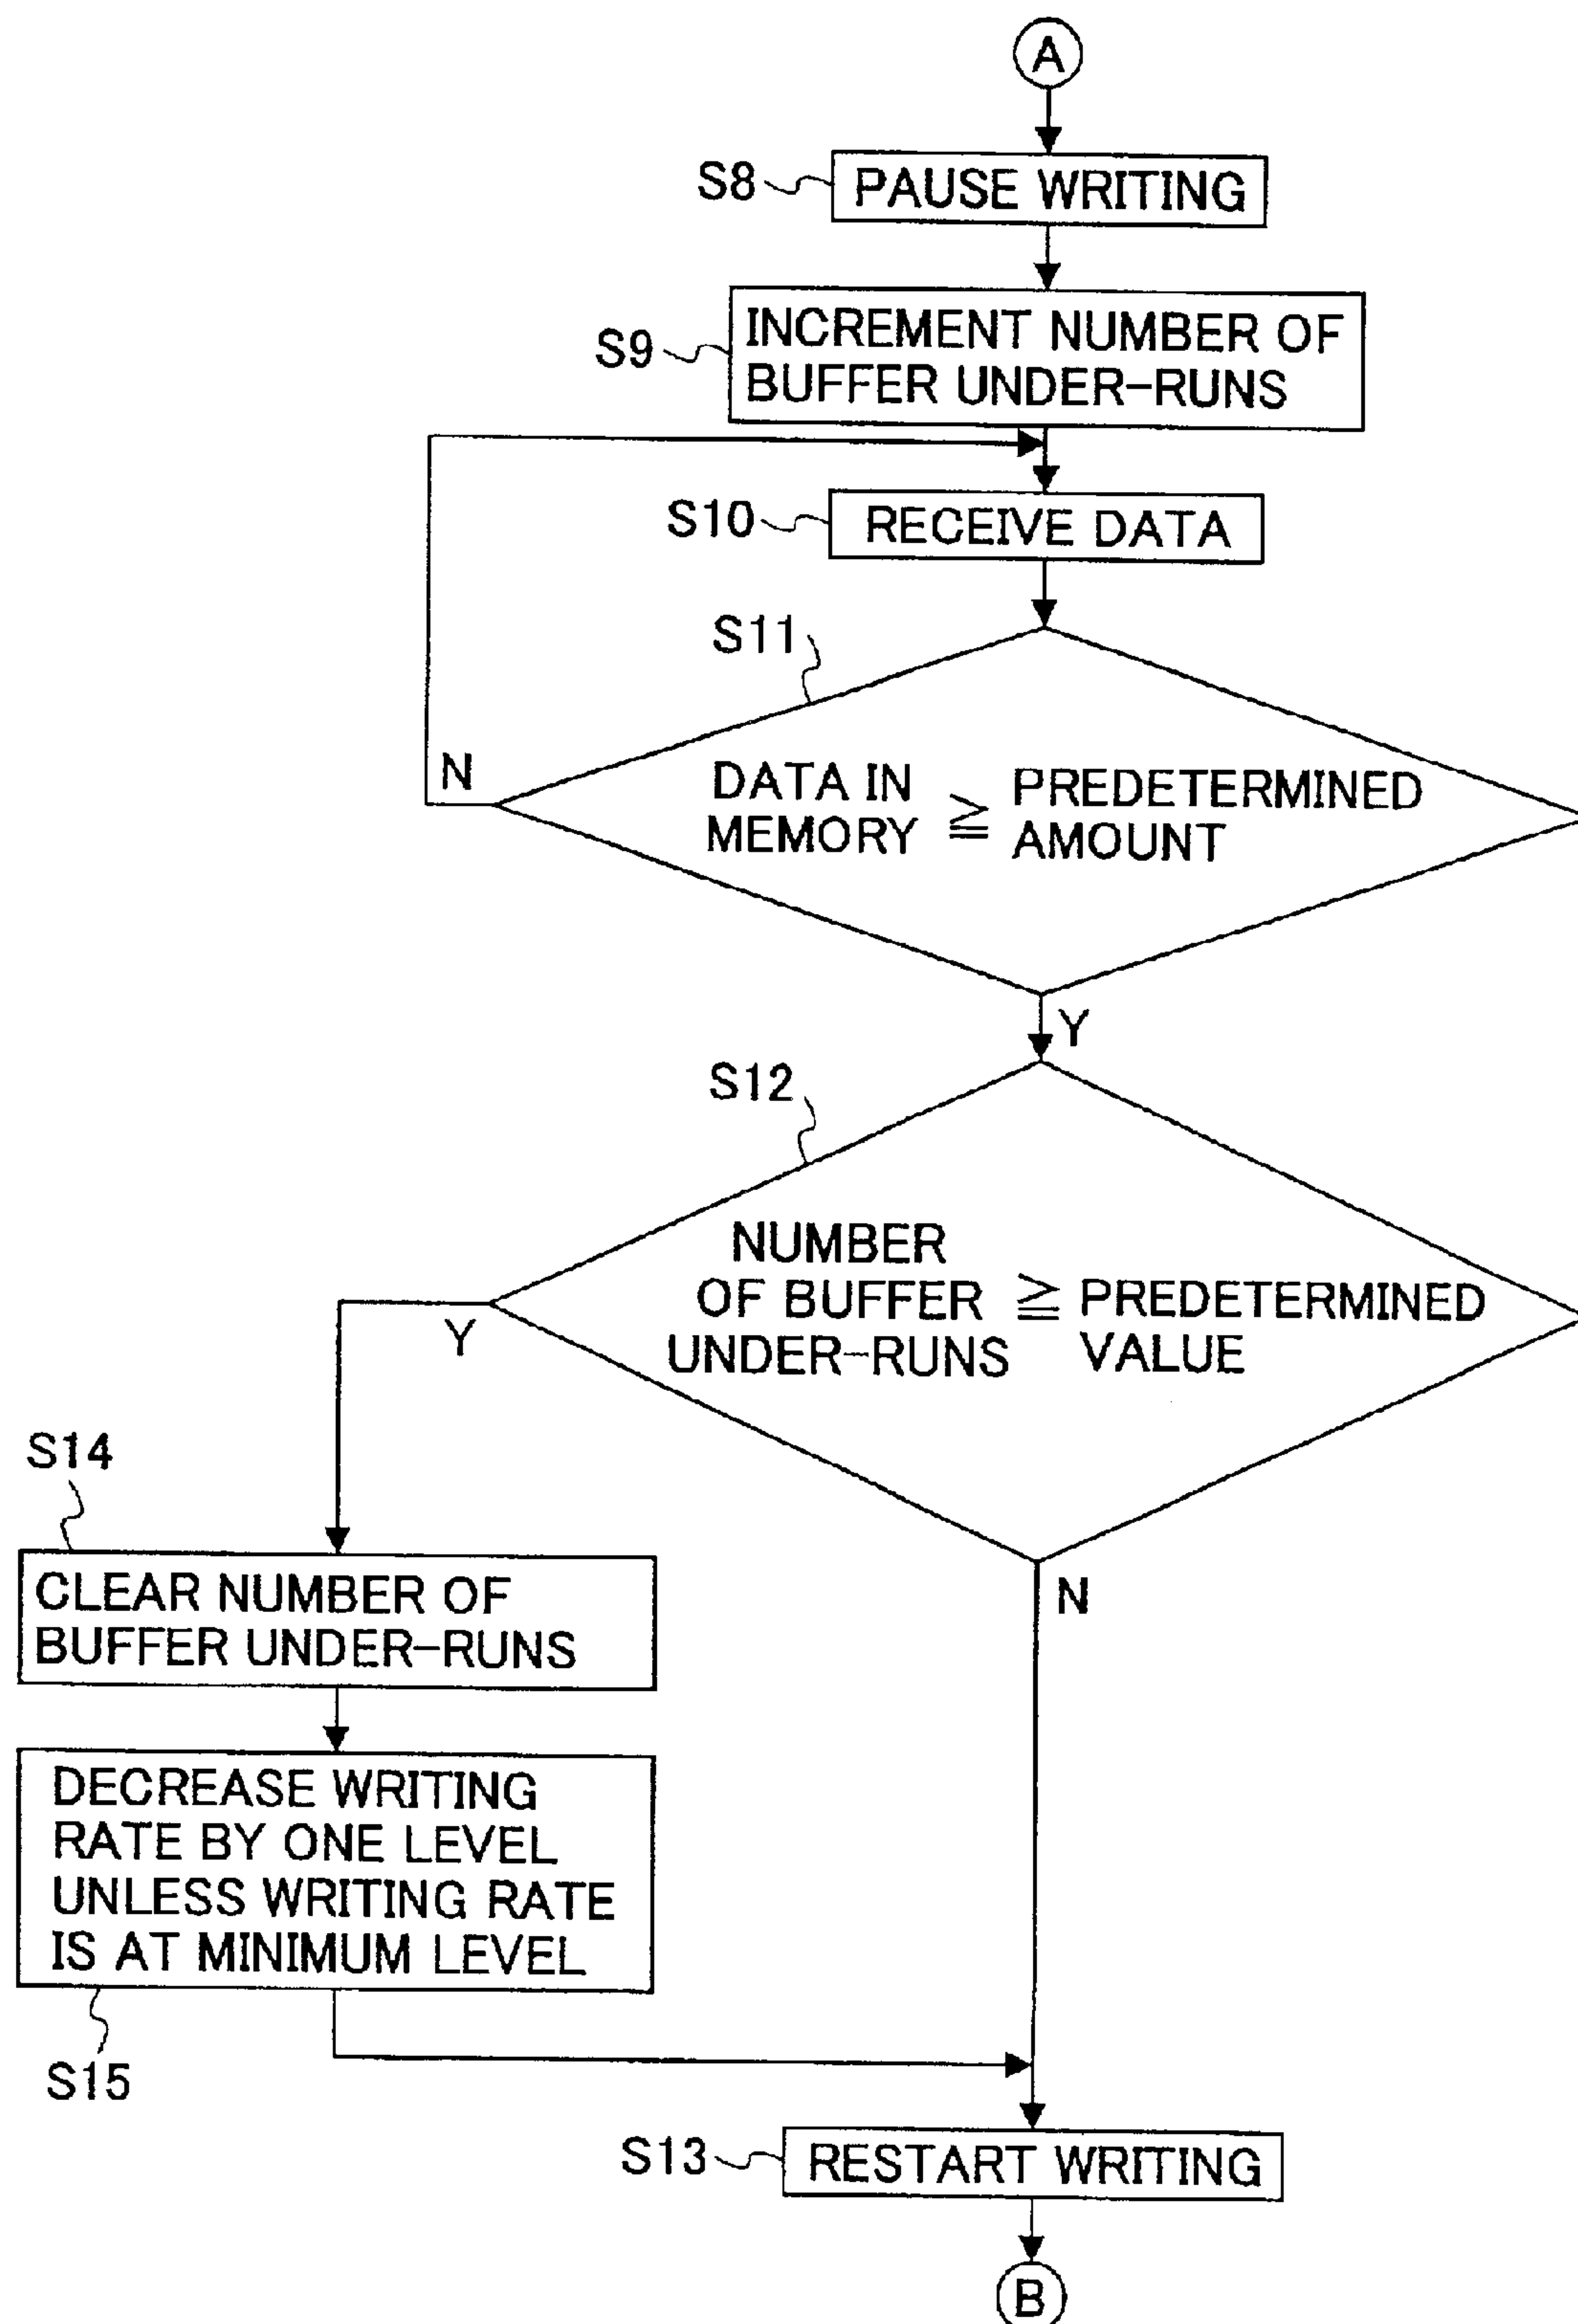 A
S8
PAUSE WRITING
S9
INCREMENT NUMBER OF
BUFFER UNDER-RUNS
S10
RECEIVE DATA
S11
N
DATA IN
MEMORY
≧
PREDETERMINED
AMOUNT
Y
S12
NUMBER
OF BUFFER
UNDER-RUNS
≧
PREDETERMINED
VALUE
Y
N
S14
CLEAR NUMBER OF
BUFFER UNDER-RUNS
DECREASE WRITING
RATE BY ONE LEVEL
UNLESS WRITING RATE
IS AT MINIMUM LEVEL
S15
S13
RESTART WRITING
B